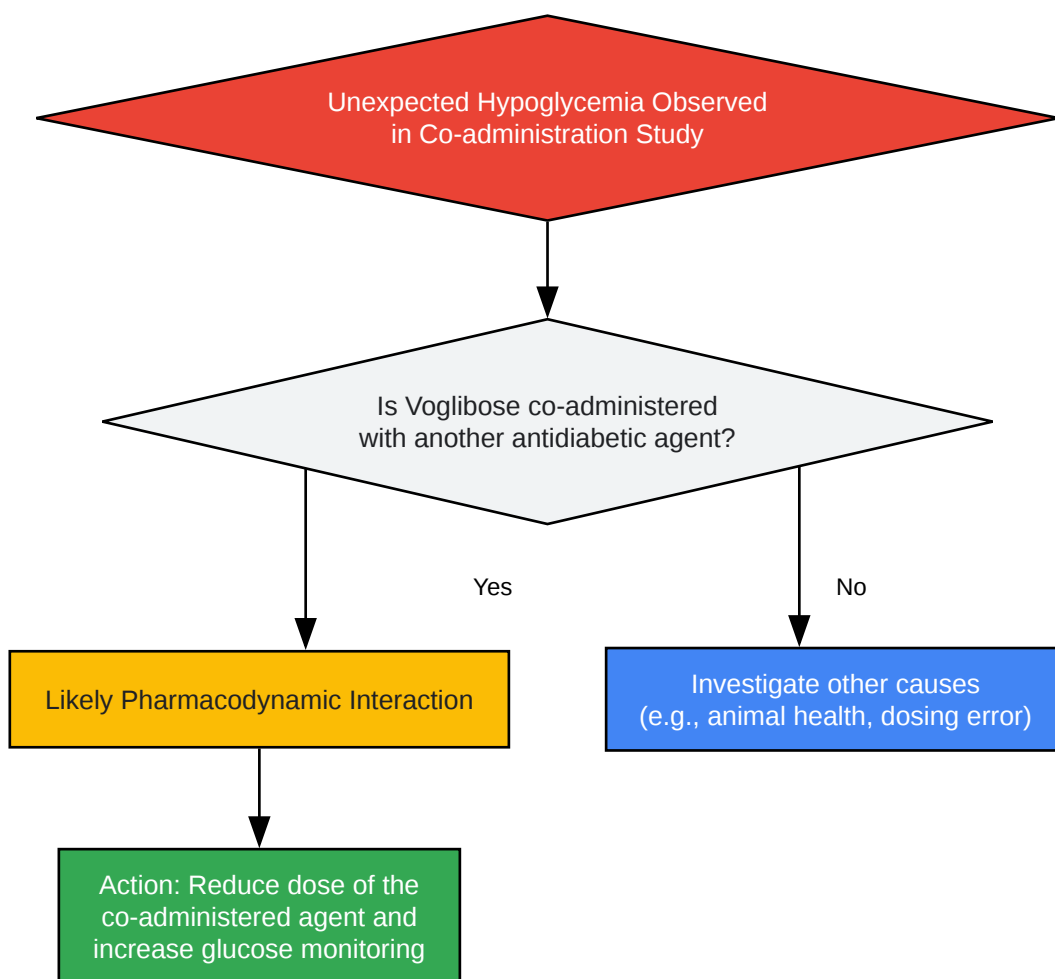 Unexpected Hypoglycemia Observed
in Co-administration Study
Is Voglibose co-administered
with another antidiabetic agent?
Yes
No
Likely Pharmacodynamic Interaction
Investigate other causes
(e.g., animal health, dosing error)
Action: Reduce dose of the
co-administered agent and
increase glucose monitoring